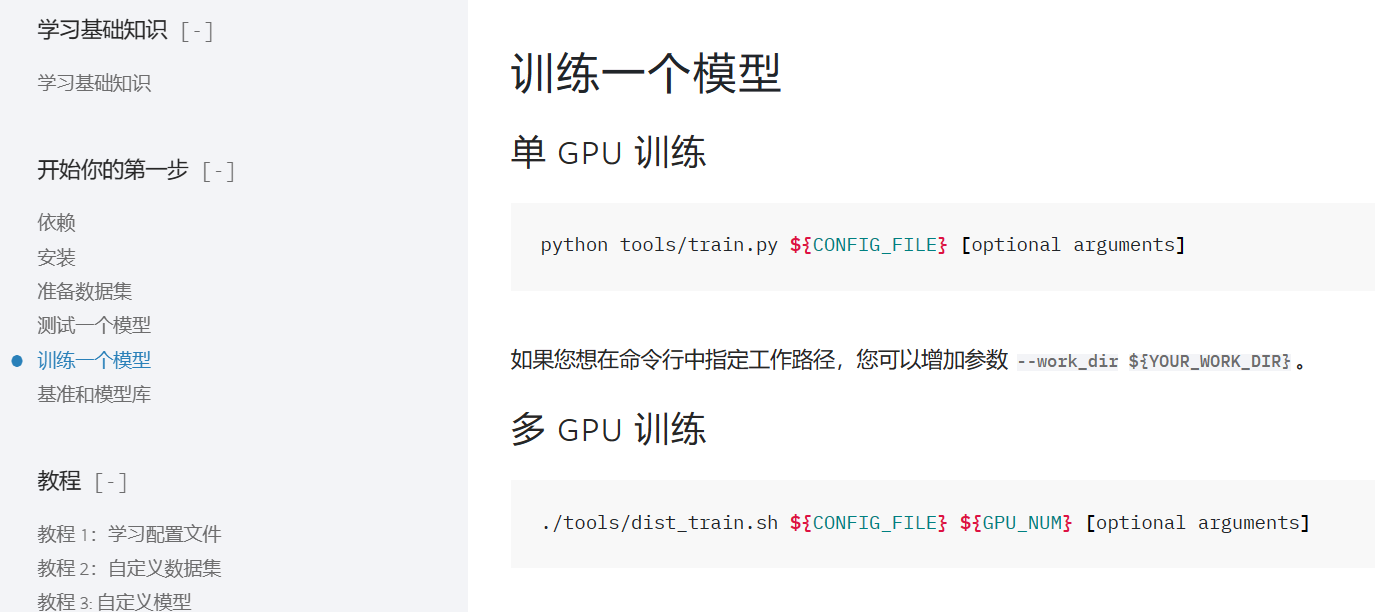 学习基础知识 [-]
学习基础知识
开始你的第一步 [-]
依赖
安装
准备数据集
测试一个模型
训练一个模型
基准和模型库
教程 [-]
教程 1：学习配置文件
教程 2：自定义数据集
教程 3: 自定义模型
训练一个模型
单 GPU 训练
python tools/train.py ${CONFIG_FILE} [optional arguments]
如果您想在命令行中指定工作路径，您可以增加参数 --work_dir ${YOUR_WORK_DIR}。
多 GPU 训练
./tools/dist_train.sh ${CONFIG_FILE} ${GPU_NUM} [optional arguments]